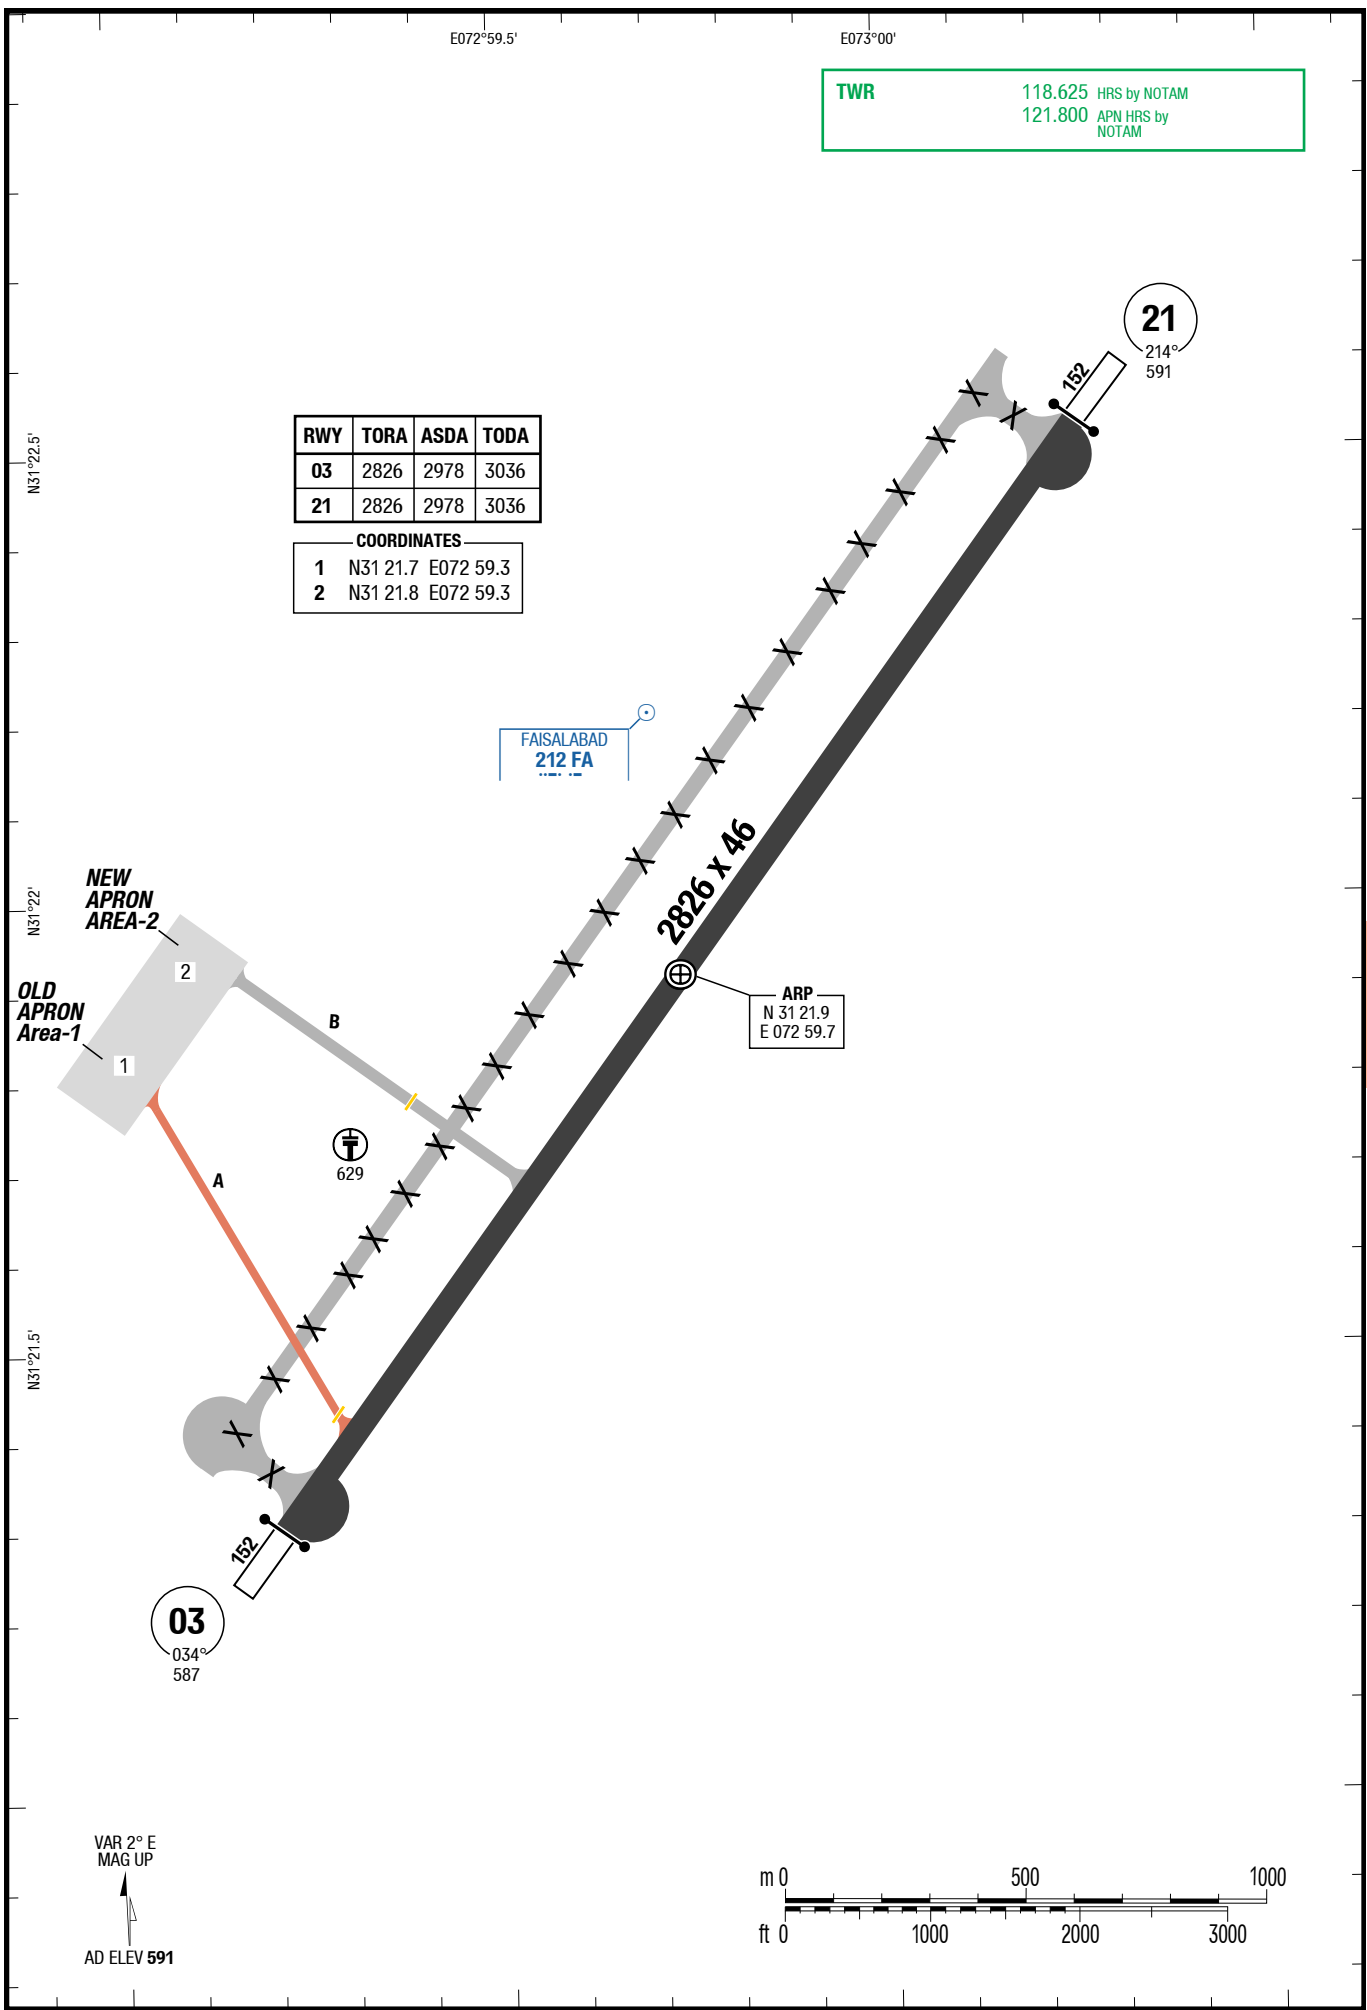 E072°59.5'
E073°00'
TWR 118.625 HRS by NOTAM
121.800 APN HRS by
NOTAM
21
214°
591
152
RWY TORA ASDA TODA
03 2826 2978 3036
21 2826 2978 3036
COORDINATES
1 N31 21.7 E072 59.3
2 N31 21.8 E072 59.3
N31°22.5'
FAISALABAD
212 FA
2826 x 46
NEW
APRON
AREA-2
N31°22'
2
OLD
APRON
Area-1
1
B
ARP
N 31 21.9
E 072 59.7
629
A
N31°21.5'
152
03
034°
587
VAR 2° E
MAG UP
AD ELEV 591
m 0 500 1000
ft 0 1000 2000 3000